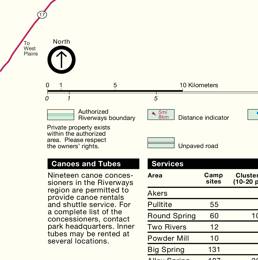 17
To
West
Plains
North
0 1 5 10 Kilometers
0 1 5
Authorized
Riverways boundary
5mi
8km
Distance indicator
Private property exists
within the authorized
area. Please respect
the owners' rights.
Unpaved road
Canoes and Tubes
Nineteen canoe conces-
sioners in the Riverways
region are permitted to
provide canoe rentals
and shuttle service. For
a complete list of the
concessioners, contact
park headquarters. Inner
tubes may be rented at
several locations.
Services
Area Camp sites Cluster (10-20 p
Akers
Pulltite 55
Round Spring 60 10
Two Rivers 12
Powder Mill 10
Big Spring 131